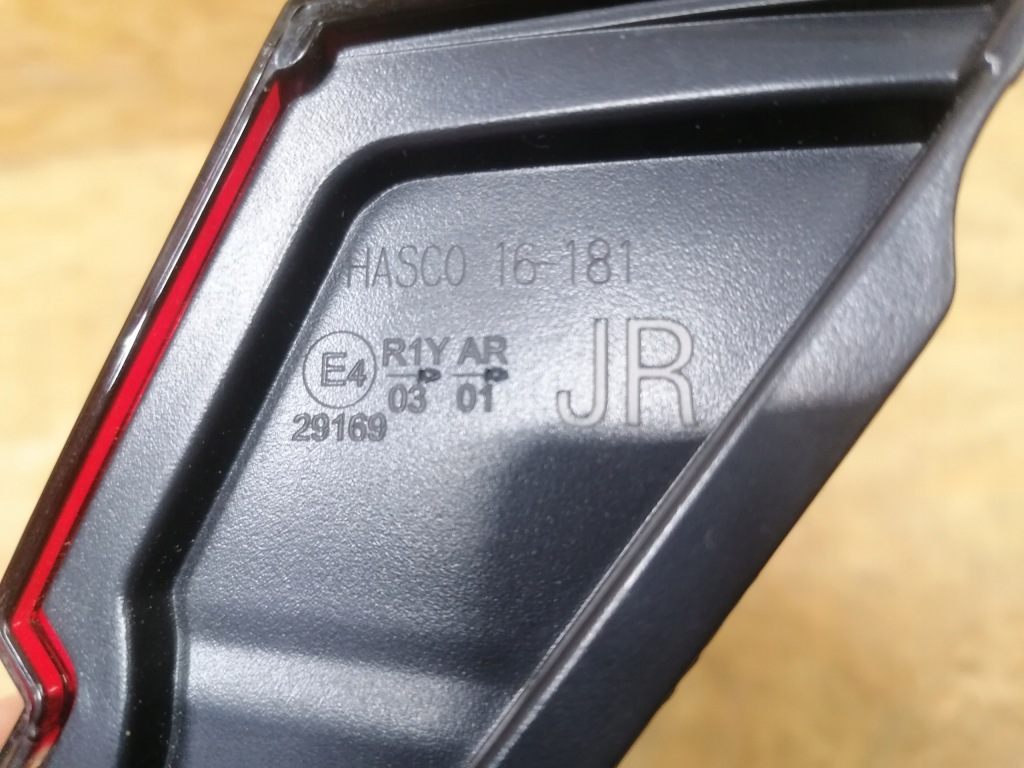 HASCO 16-181
E4 R1Y AR JR
P P
03 01
29169